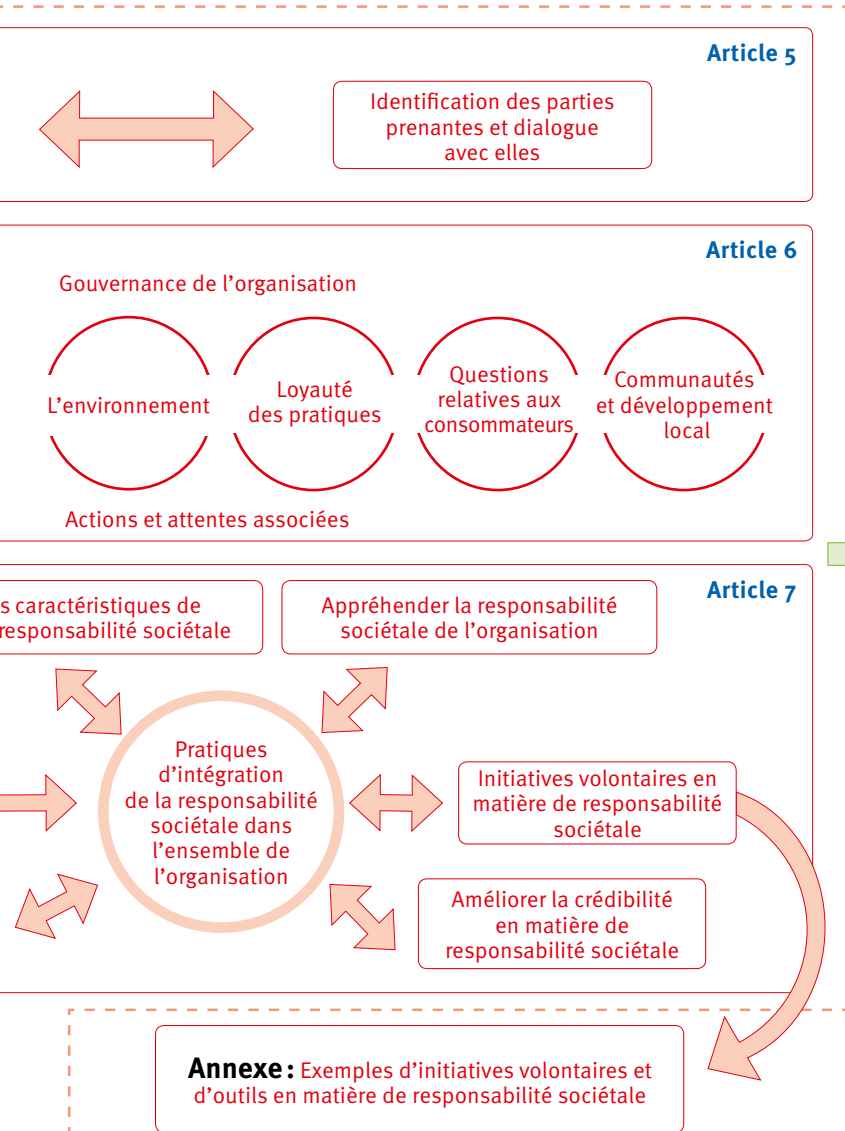 Article 5
Identification des parties
prenantes et dialogue
avec elles
Article 6
Gouvernance de l’organisation
L’environnement
Loyauté
des pratiques
Questions
relatives aux
consommateurs
Communautés
et développement
local
Actions et attentes associées
Article 7
s caractéristiques de
responsabilité sociétale
Appréhender la responsabilité
sociétale de l’organisation
Pratiques
d’intégration
de la responsabilité
sociétale dans
l’ensemble de
l’organisation
Initiatives volontaires en
matière de responsabilité
sociétale
Améliorer la crédibilité
en matière de
responsabilité sociétale
Annexe : Exemples d’initiatives volontaires et
d’outils en matière de responsabilité sociétale